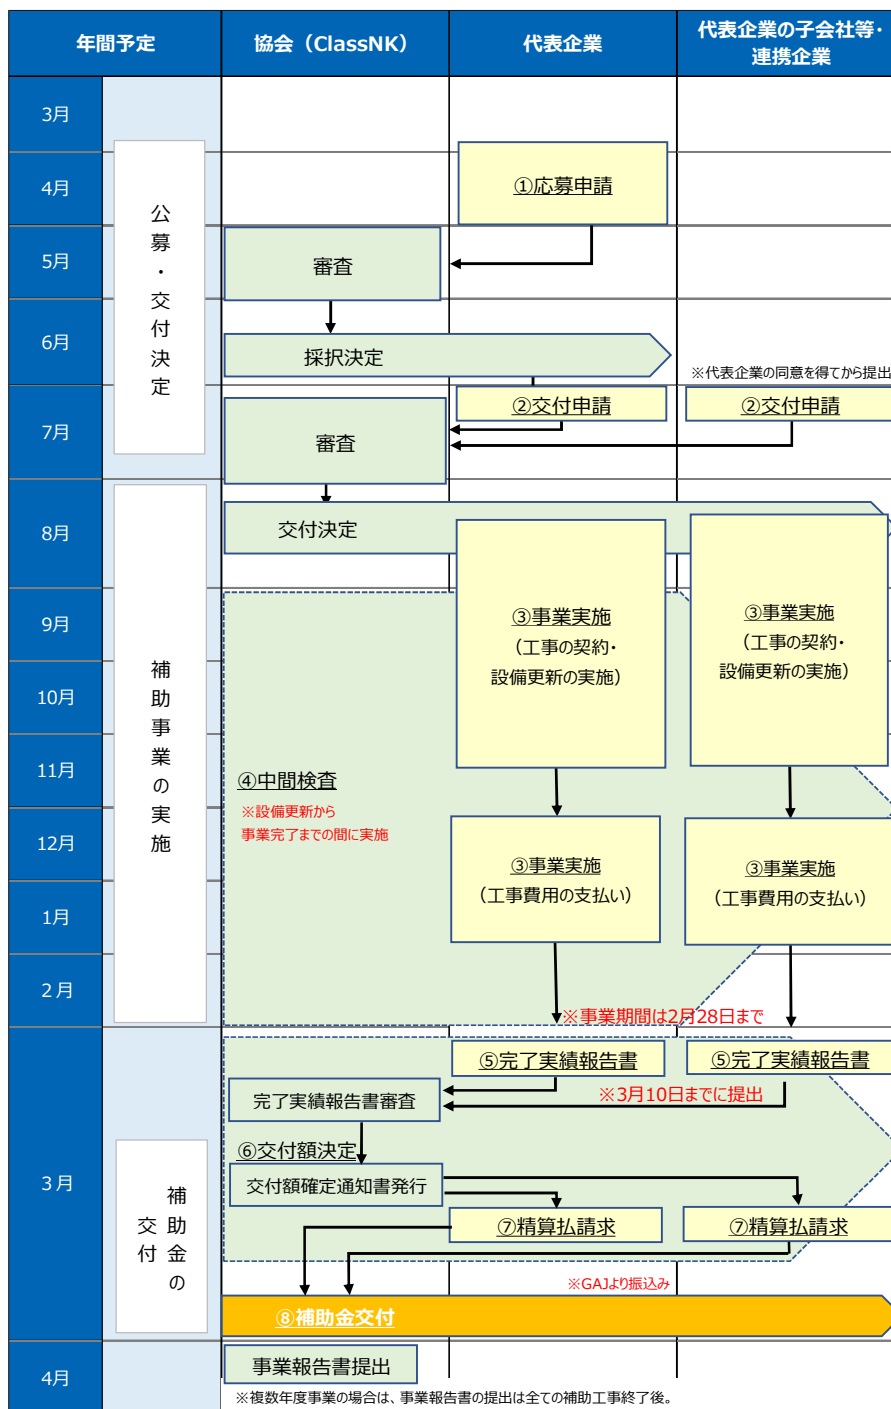 年間予定
協会（ClassNK）
代表企業
代表企業の子会社等・
連携企業
3月
4月
①応募申請
公募・交付決定
5月
審査
6月
採択決定
※代表企業の同意を得てから提出
②交付申請
②交付申請
7月
審査
8月
交付決定
9月
③事業実施
（工事の契約・
設備更新の実施）
③事業実施
（工事の契約・
設備更新の実施）
10月
補助事業の実施
11月
④中間検査
※設備更新から
事業完了までの間に実施
12月
③事業実施
（工事費用の支払い）
③事業実施
（工事費用の支払い）
1月
２月
※事業期間は2月28日まで
⑤完了実績報告書
⑤完了実績報告書
※3月10日までに提出
完了実績報告書審査
⑥交付額決定
３月
交付額確定通知書発行
補助金の
交付
⑦精算払請求
⑦精算払請求
※GAJより振込み
⑧補助金交付
4月
事業報告書提出
※複数年度事業の場合は、事業報告書の提出は全ての補助工事終了後。